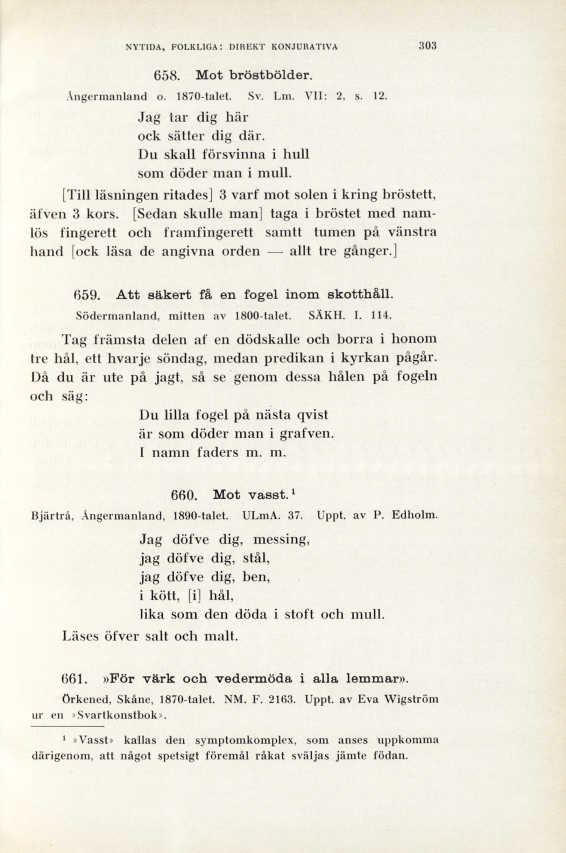 NYTIDA, FOLKLIGA: DIREKT KONJURATIVA 303
658. Mot bröstbölder.
Ångermanland o. 1870-talet. Sv. Lm. VII: 2, s. 12.
Jag tar dig här
ock sätter dig där.
Du skall försvinna i hull
som döder man i mull.
[Till läsningen ritades] 3 varf mot solen i kring bröstett,
äfven 3 kors. [Sedan skulle man] taga i bröstet med nam-
lös fingerett och framfingerett samtt tumen på vänstra
hand [ock läsa de angivna orden — allt tre gånger.]
659. Att säkert få en fogel inom skotthåll.
Södermanland, mitten av 1800-talet. SÄKH. I. 114.
Tag främsta delen af en dödskalle och borra i honom
tre hål, ett hvarje söndag, medan predikan i kyrkan pågår.
Då du är ute på jagt, så se genom dessa hålen på fogeln
och säg:
Du lilla fogel på nästa qvist
är som döder man i grafven.
I namn faders m. m.
660. Mot vasst.¹
Bjärtrå, Ångermanland, 1890-talet. ULmA. 37. Uppt. av P. Edholm.
Jag döfve dig, messing,
jag döfve dig, stål,
jag döfve dig, ben,
i kött, [i] hål,
lika som den döda i stoft och mull.
Läses öfver salt och malt.
661. »För värk och vedermöda i alla lemmar».
Örkened, Skåne, 1870-talet. NM. F. 2163. Uppt. av Eva Wigström
ur en »Svartkonstbok».
¹ »Vasst» kallas den symptomkomplex, som anses uppkomma
därigenom, att något spetsigt föremål råkat sväljas jämte födan.